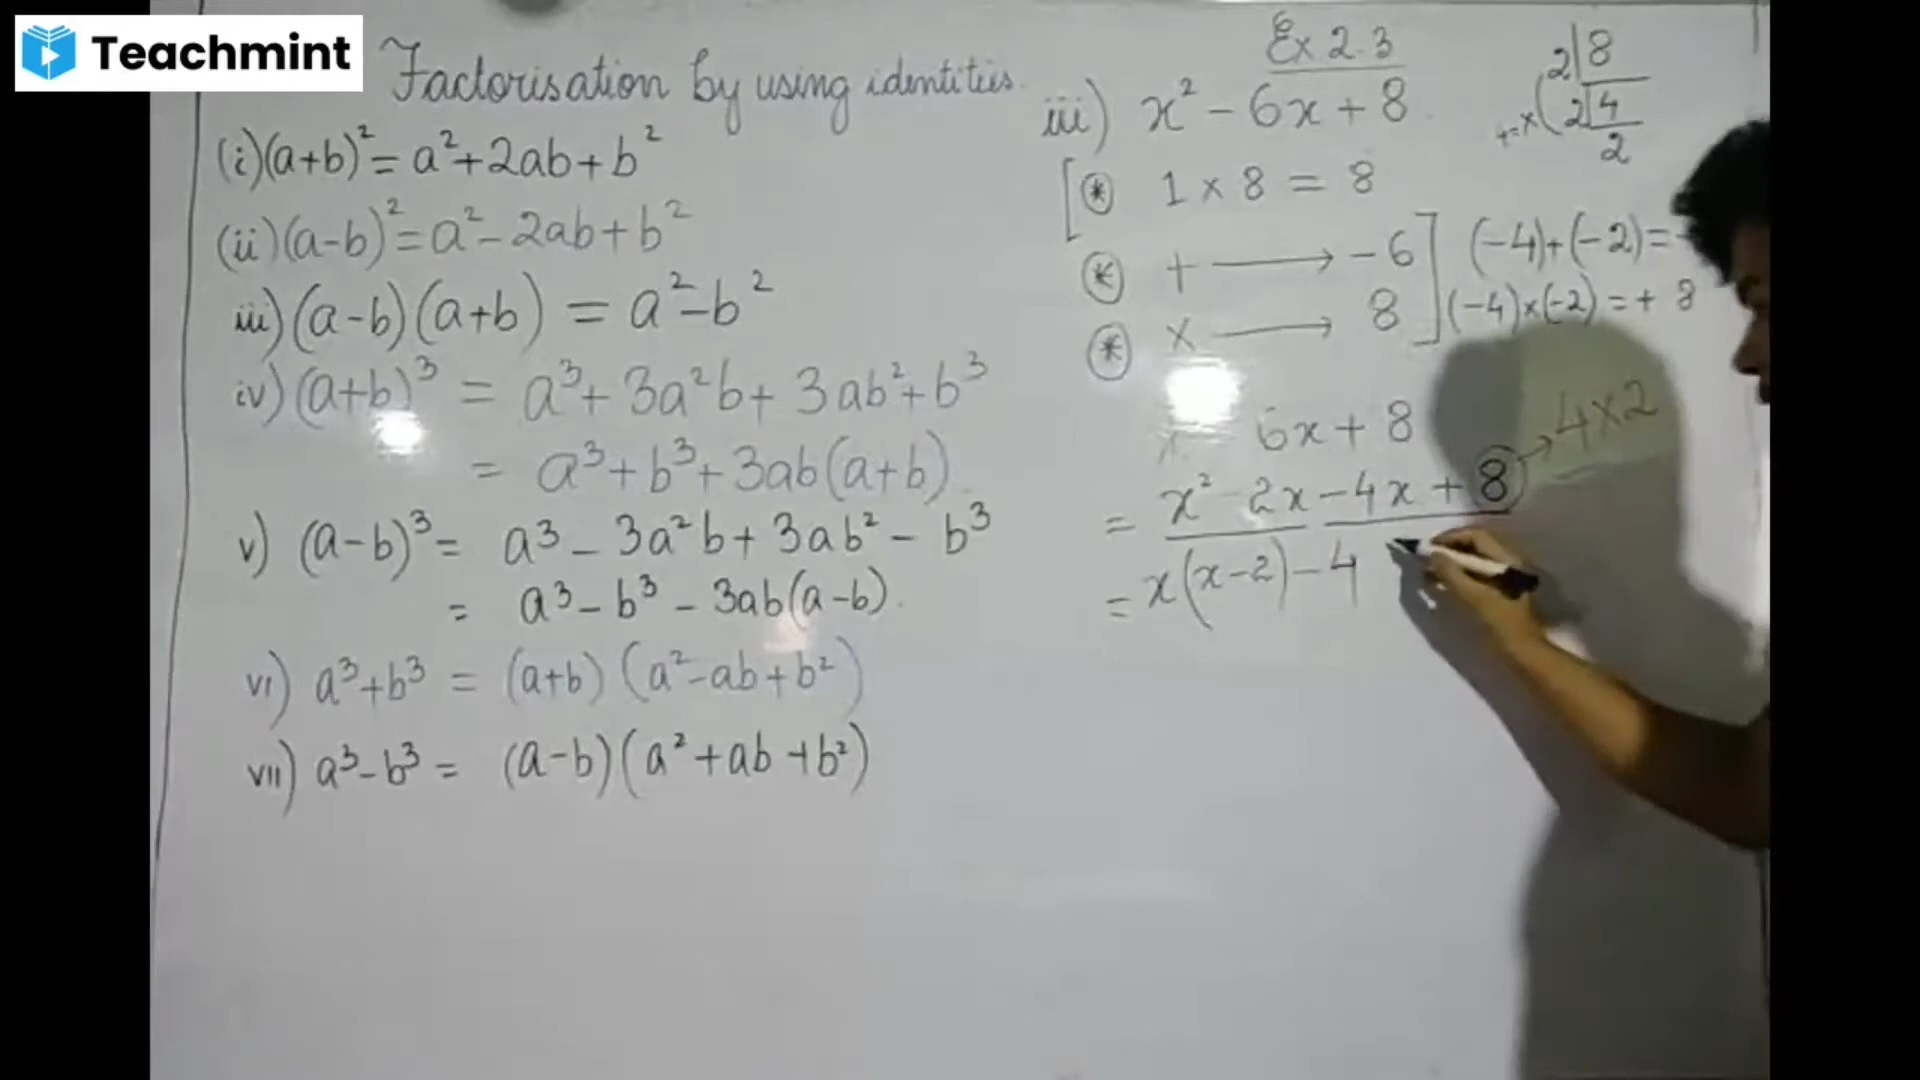 Teachmint
Factorisation by using identities.
(i) (a+b)² = a² + 2ab + b²
(ii) (a-b)² = a² - 2ab + b²
iii) (a-b) (a+b) = a² - b²
iv) (a+b)³ = a³ + 3a²b + 3ab² + b³
= a³ + b³ + 3ab(a+b)
v) (a-b)³ = a³ - 3a²b + 3ab² - b³
= a³ - b³ - 3ab(a-b).
vi) a³+b³ = (a+b) (a²-ab+b²)
vii) a³-b³ = (a-b) (a² + ab + b²)
Ex 2.3
iii) x² - 6x + 8
2 8
2 4
2
1 × 8 = 8
+ → -6 (-4)+(-2)=
× → 8 (-4)×(-2) = + 8
6x + 8
= x² 2x - 4x + 8 → 4×2
= x(x-2) - 4